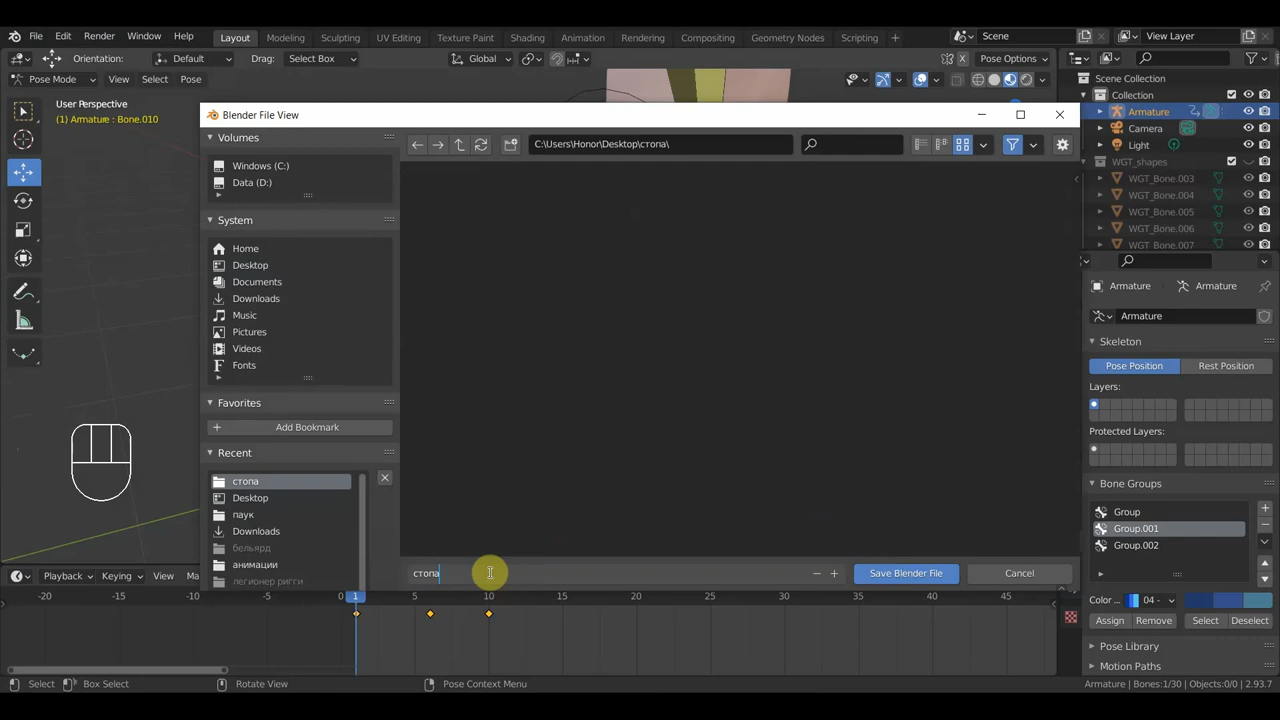 File Edit Render Window Help Layout Modeling Sculpting UV Editing Texture Paint Shading Animation Rendering Compositing Geometry Nodes Scripting + Scene View Layer
Orientation: Default Drag: Select Box Global Pose Options
Pose Mode View Select Pose
Scene Collection
User Perspective
(1) Armature : Bone.010
Collection
Armature
Camera
Light
WGT_shapes
WGT_Bone.003
WGT_Bone.004
WGT_Bone.005
WGT_Bone.006
WGT_Bone.007
Blender File View
Volumes
C:\Users\Honor\Desktop\стопа\
Windows (C:)
Data (D:)
System
Home
Desktop
Documents
Downloads
Music
Pictures
Videos
Fonts
Favorites
Add Bookmark
Recent
стопа
Desktop
паук
Downloads
бельярд
анимации
легионер ригги
стопа
Save Blender File Cancel
Armature Armature
Armature
Skeleton
Pose Position Rest Position
Layers:
Protected Layers:
Bone Groups
Group
Group.001
Group.002
Color ... 04 -
Assign Remove Select Deselect
Pose Library
Motion Paths
Playback Keying View Ma
-20 -15 -10 -5 0 1 5 10 15 20 25 30 35 40 45
Select Box Select Rotate View Pose Context Menu Armature | Bones:1/30 | Objects:0/0 | 2.93.7